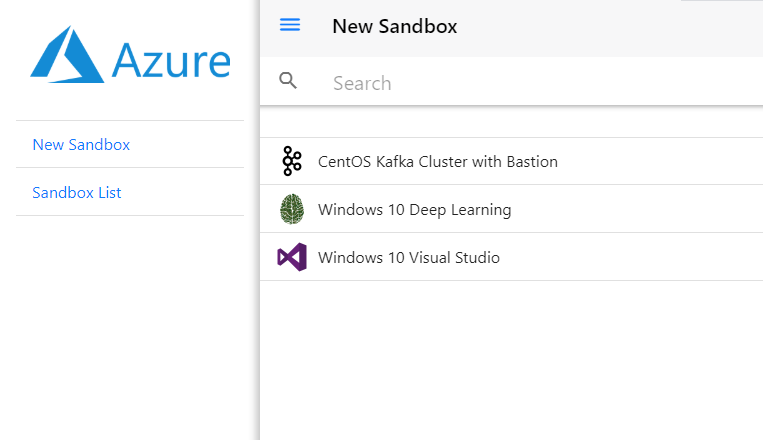 Azure
New Sandbox
Sandbox List
New Sandbox
Search
CentOS Kafka Cluster with Bastion
Windows 10 Deep Learning
Windows 10 Visual Studio